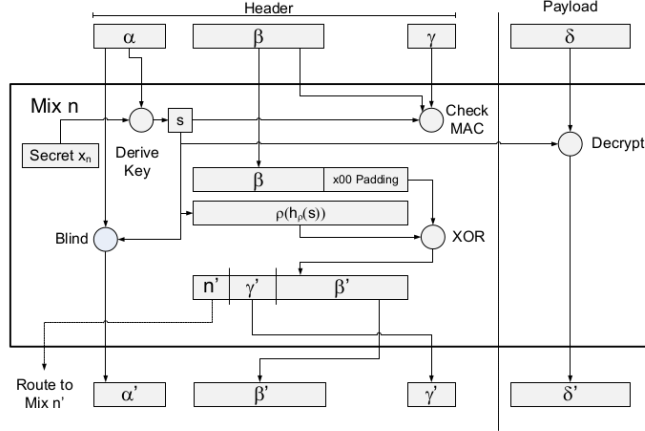 Header
Payload
α
β
γ
δ
Mix n
s
Check
MAC
Secret xn
Derive
Key
Decrypt
β
x00 Padding
ρ(hρ(s))
Blind
XOR
n'
γ'
β'
Route to
Mix n'
α'
β'
γ'
δ'